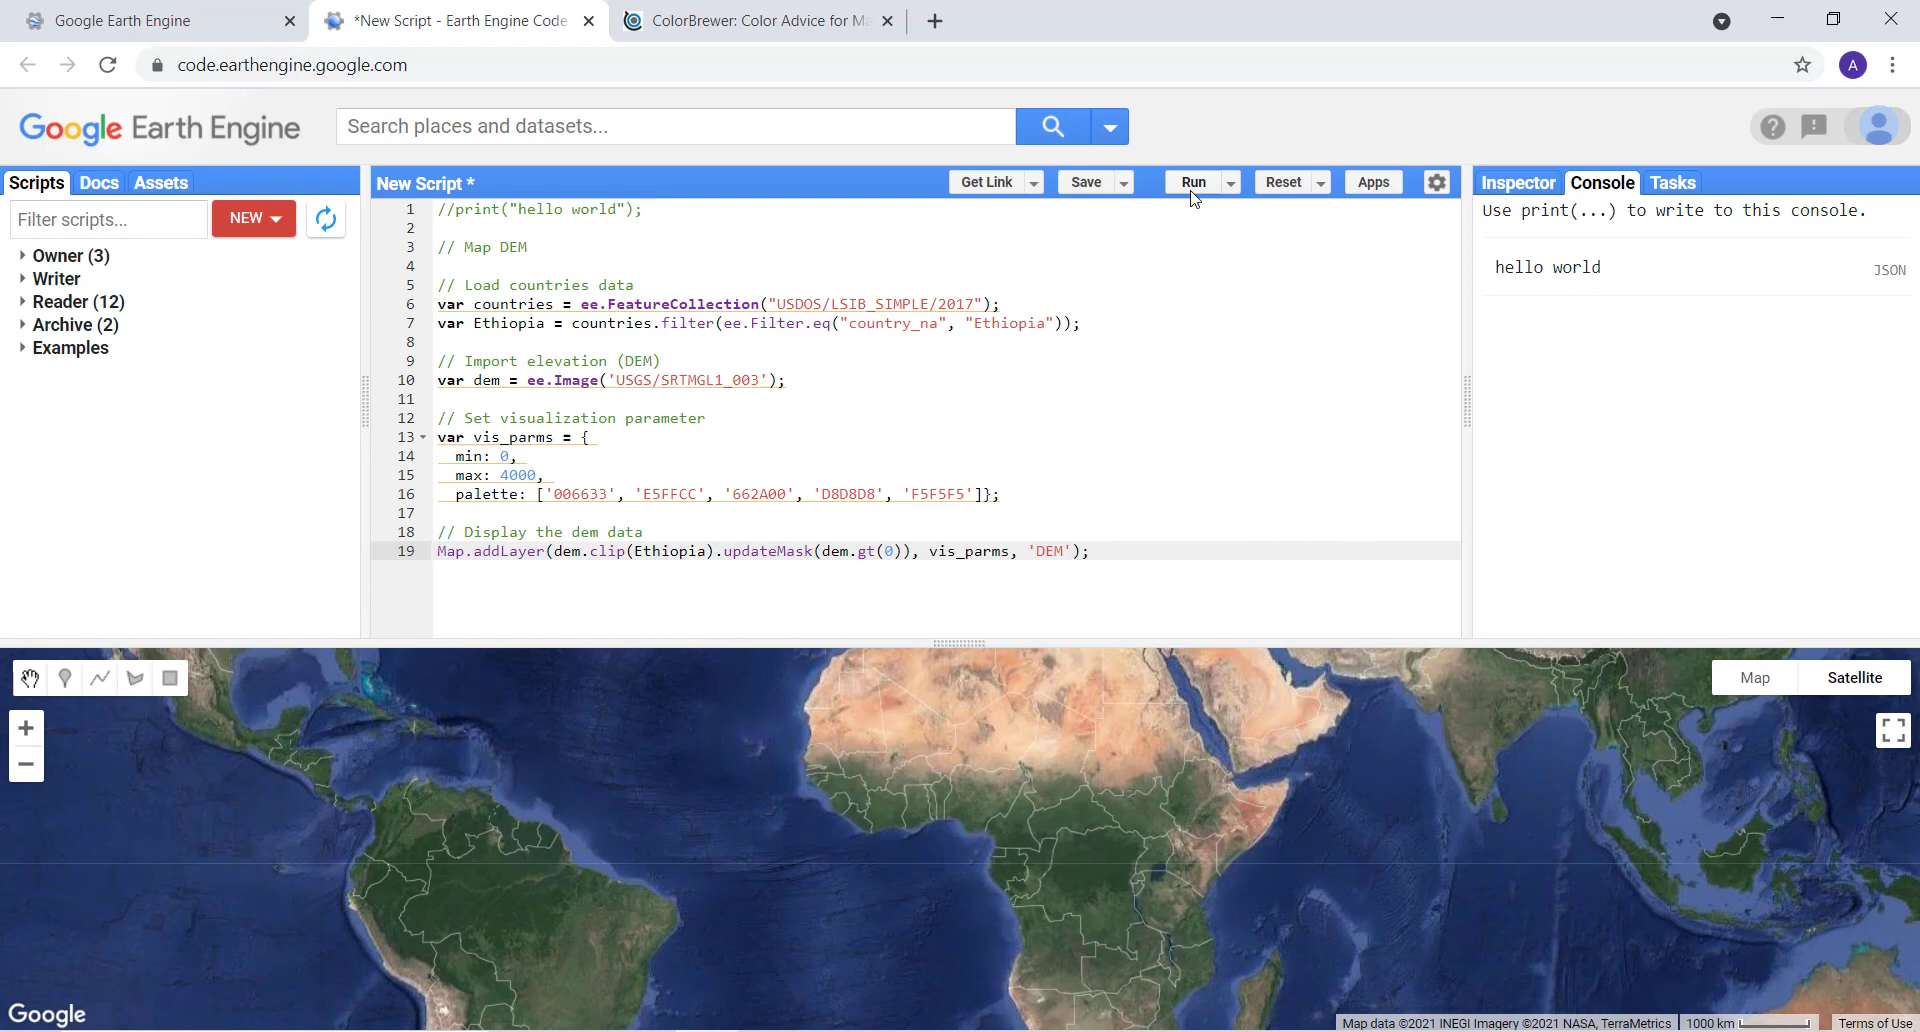 Google Earth Engine
*New Script - Earth Engine Code
ColorBrewer: Color Advice for Ma
code.earthengine.google.com
A
Google Earth Engine
Search places and datasets...
Scripts Docs Assets
New Script *
Get Link Save Run Reset Apps
Inspector Console Tasks
Filter scripts...
NEW
Owner (3)
Writer
Reader (12)
Archive (2)
Examples
1 //print("hello world");
2
3 // Map DEM
4
5 // Load countries data
6 var countries = ee.FeatureCollection("USDOS/LSIB_SIMPLE/2017");
7 var Ethiopia = countries.filter(ee.Filter.eq("country_na", "Ethiopia"));
8
9 // Import elevation (DEM)
10 var dem = ee.Image('USGS/SRTMGL1_003');
11
12 // Set visualization parameter
13 var vis_parms = {
14 min: 0,
15 max: 4000,
16 palette: ['006633', 'E5FFCC', '662A00', 'D8D8D8', 'F5F5F5']};
17
18 // Display the dem data
19 Map.addLayer(dem.clip(Ethiopia).updateMask(dem.gt(0)), vis_parms, 'DEM');
Use print(...) to write to this console.
hello world JSON
Map Satellite
Google
Map data ©2021 INEGI Imagery ©2021 NASA, TerraMetrics 1000 km Terms of Use